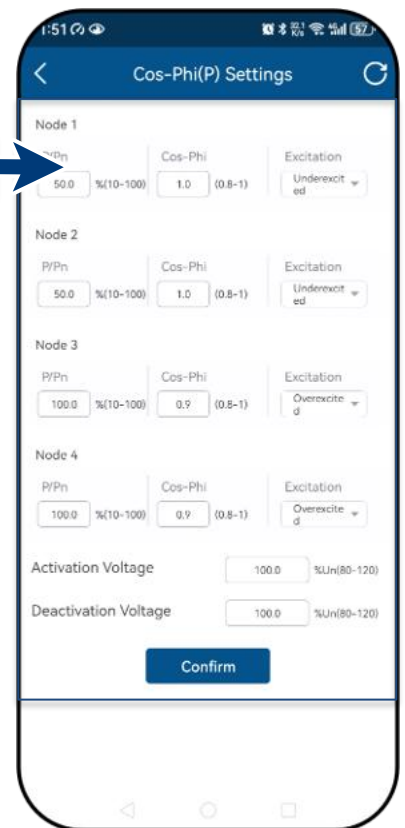 1:51
57
Cos-Phi(P) Settings
Node 1
P/Pn Cos-Phi Excitation
50.0 %(10-100) 1.0 (0.8-1) Underexcit
ed
Node 2
P/Pn Cos-Phi Excitation
50.0 %(10-100) 1.0 (0.8-1) Underexcit
ed
Node 3
P/Pn Cos-Phi Excitation
100.0 %(10-100) 0.9 (0.8-1) Overexcite
d
Node 4
P/Pn Cos-Phi Excitation
100.0 %(10-100) 0.9 (0.8-1) Overexcite
d
Activation Voltage 100.0 %Un(80-120)
Deactivation Voltage 100.0 %Un(80-120)
Confirm